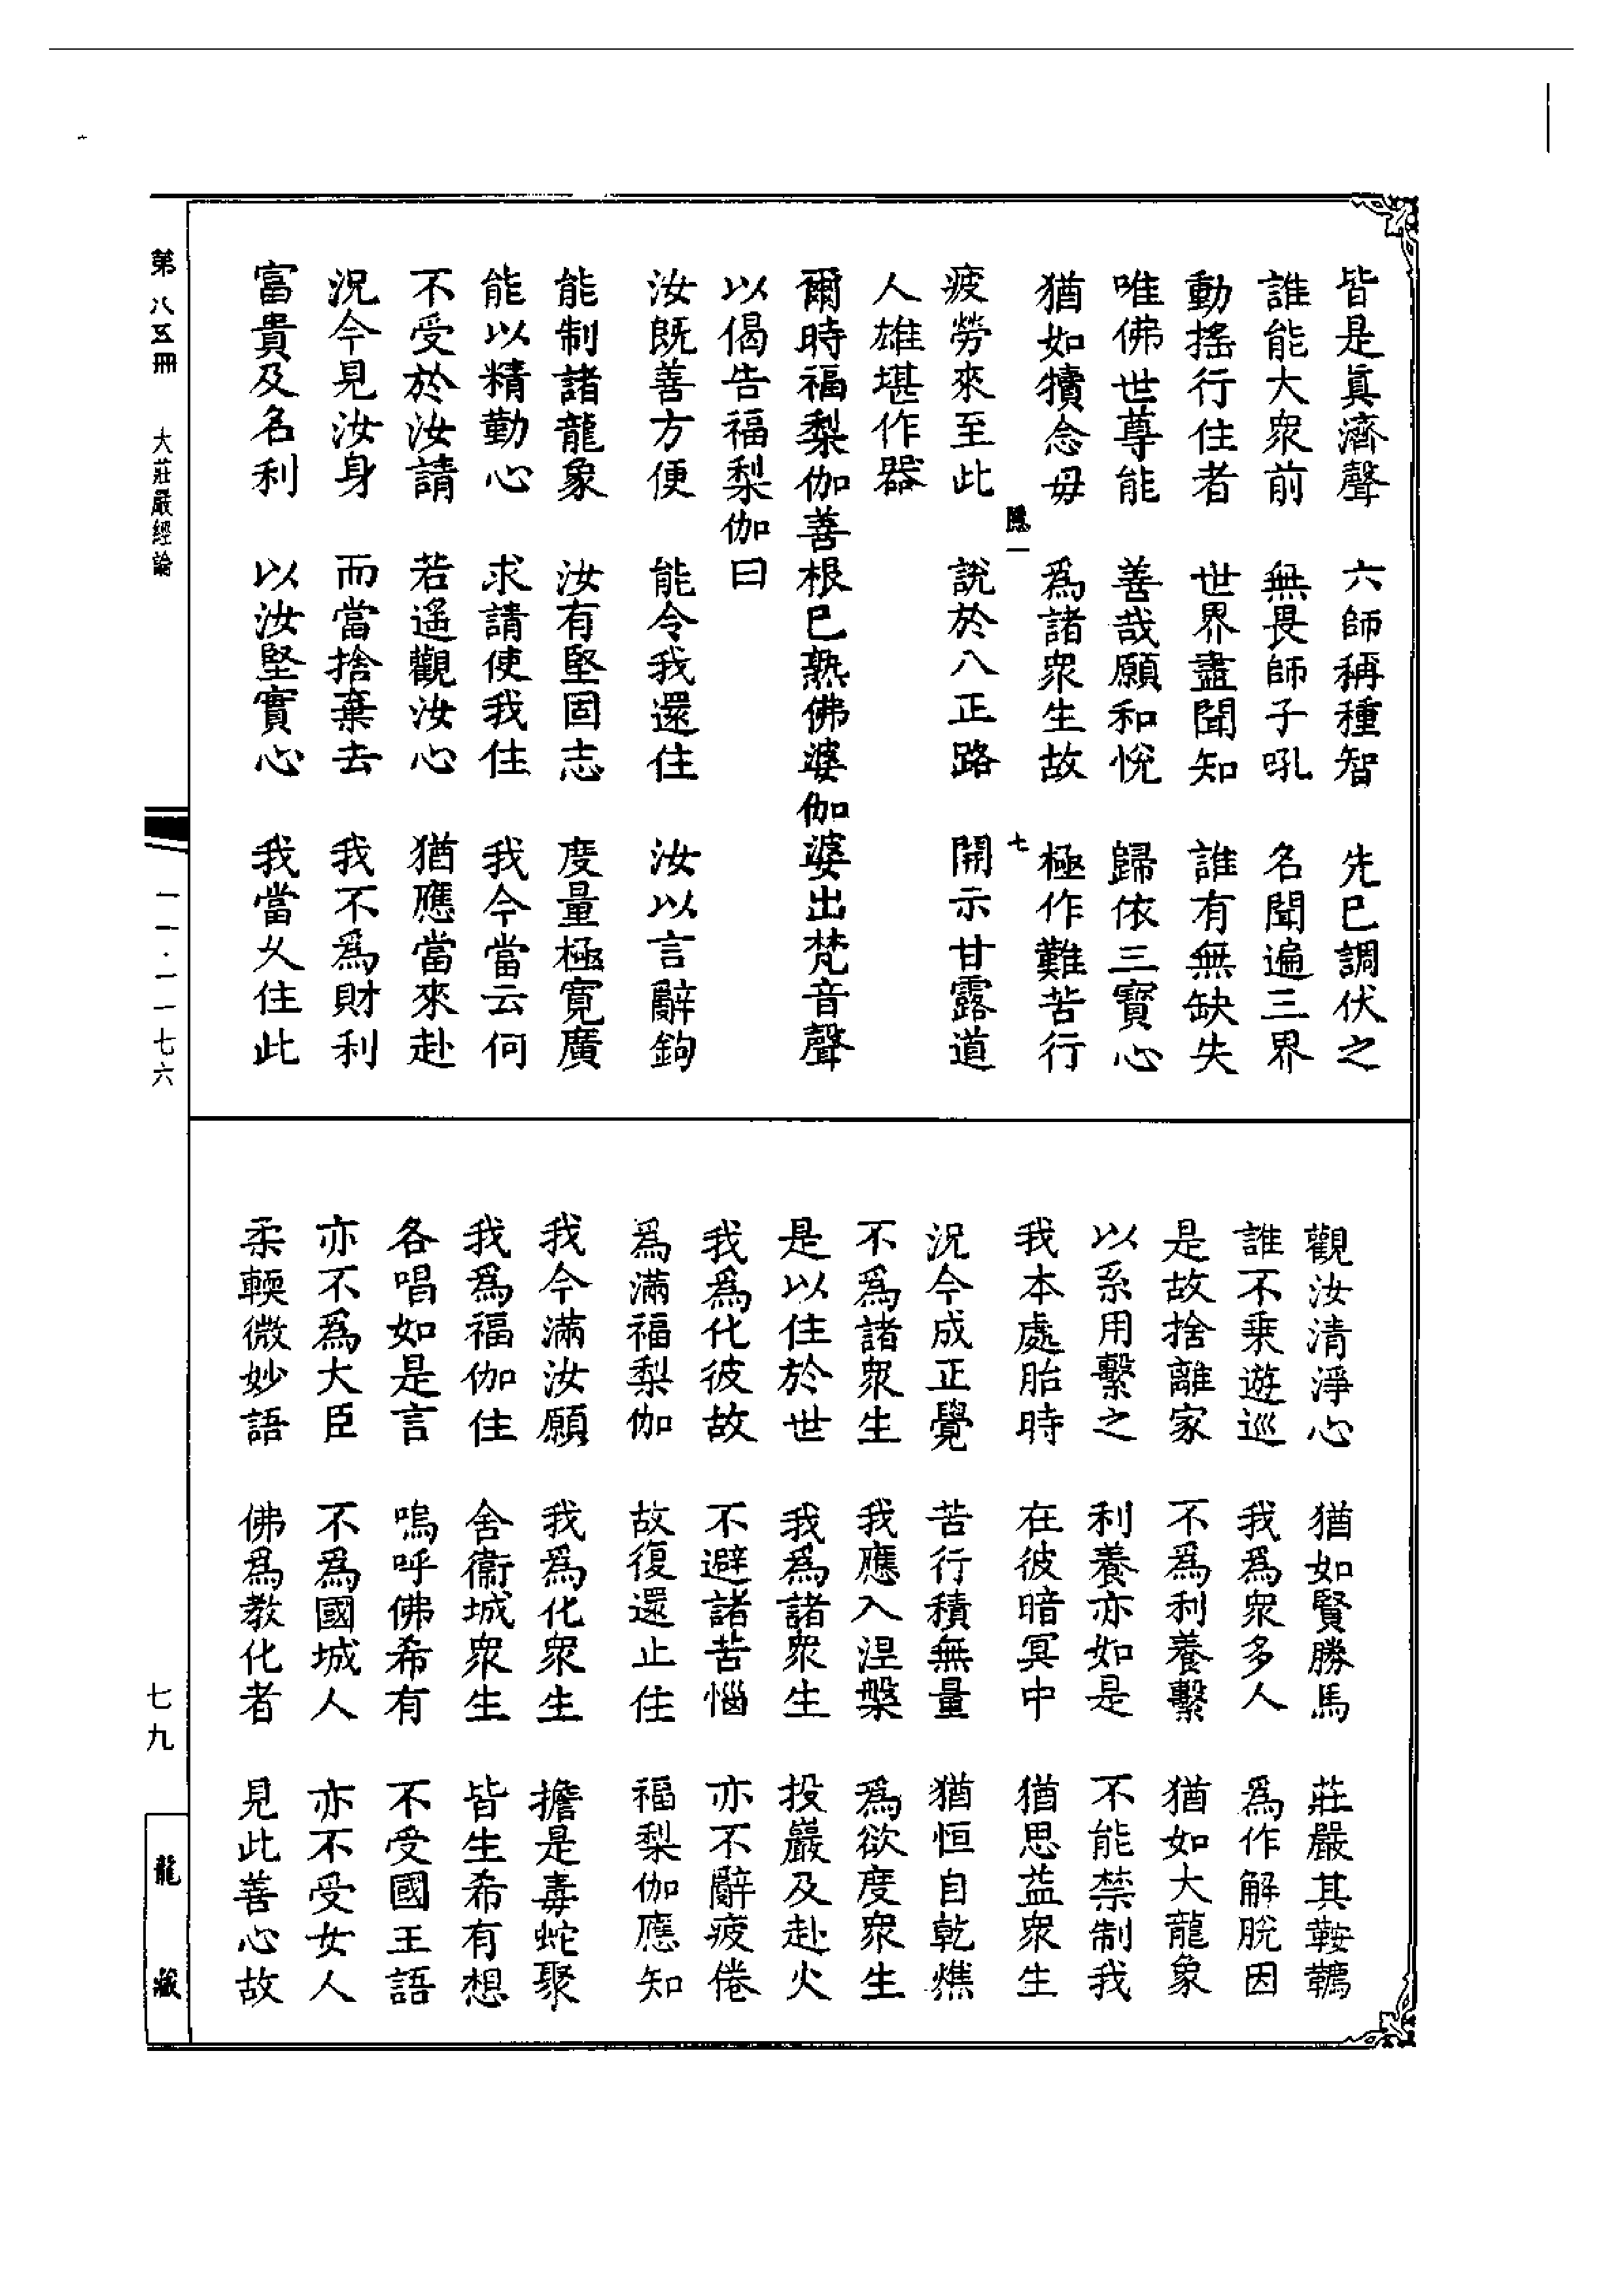 皆是眞濟聲　六師稱種智　先已調伏之
誰能大衆前　無畏師子吼　名聞遍三界
動搖行住者　世界盡聞知　誰有無缺失
唯佛世尊能　善哉願和悅　歸依三寶心
猶如犢念毋　爲諸衆生故　極作難苦行
隱一　七
疲勞來至此　說於八正路　開示甘露道
人雄堪作器
爾時福梨伽善根已熟佛婆伽婆出梵音聲
以偈告福梨伽曰
汝既善方便　能令我還住　汝以言辭鉤
能制諸龍象　汝有堅固志　度量極寬廣
能以精勤心　求請使我住　我今當云何
不受於汝請　若遙觀汝心　猶應當來赴
況今見汝身　而當捨棄去　我不爲財利
富貴及名利　以汝堅實心　我當久住此
觀汝清淨心　猶如賢勝馬　莊嚴其鞍韉
誰不乗遊巡　我爲衆多人　爲作解脫因
是故捨離家　不爲利養繫　猶如大龍象
以系用繫之　利養亦如是　不能禁制我
我本處胎時　在彼暗冥中　猶思益衆生
況今成正覺　苦行積無量　猶恒自乾燋
不爲諸衆生　我應入涅槃　爲欲度衆生
是以住於世　我爲諸衆生　投巖及赴火
我爲化彼故　不避諸苦惱　亦不辭疲倦
爲滿福梨伽　故復還止住　福梨伽應知
我今滿汝願　我爲化衆生　擔是毒蛇聚
我爲福伽住　舍衞城衆生　皆生希有想
各唱如是言　嗚呼佛希有　不受國王語
亦不爲大臣　不爲國城人　亦不受女人
柔輭微妙語　佛爲教化者　見此善心故
第八五冊　大莊嚴經論　一一·一一七六　七九　龍藏